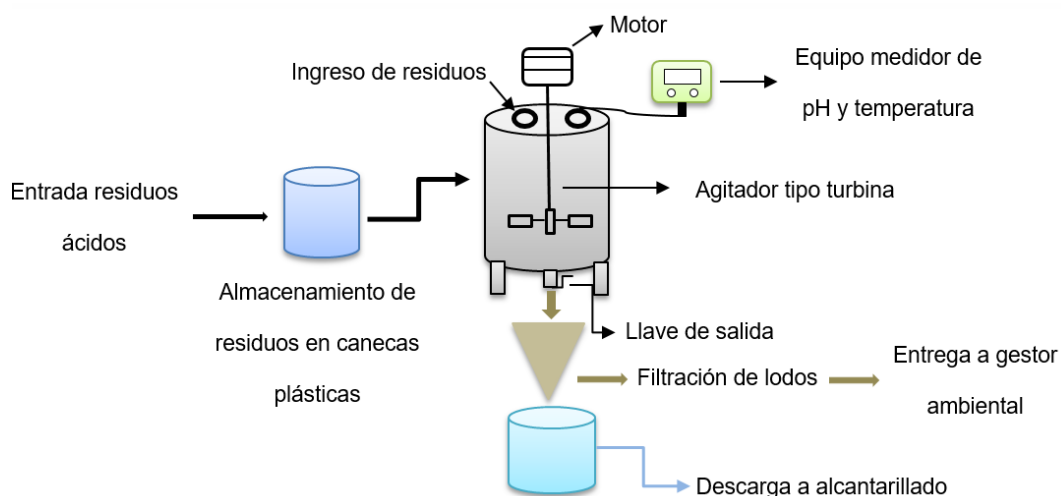 Motor
Ingreso de residuos
Equipo medidor de
pH y temperatura
Entrada residuos
ácidos
Agitador tipo turbina
Almacenamiento de
residuos en canecas
plásticas
Llave de salida
Filtración de lodos
Entrega a gestor
ambiental
Descarga a alcantarillado